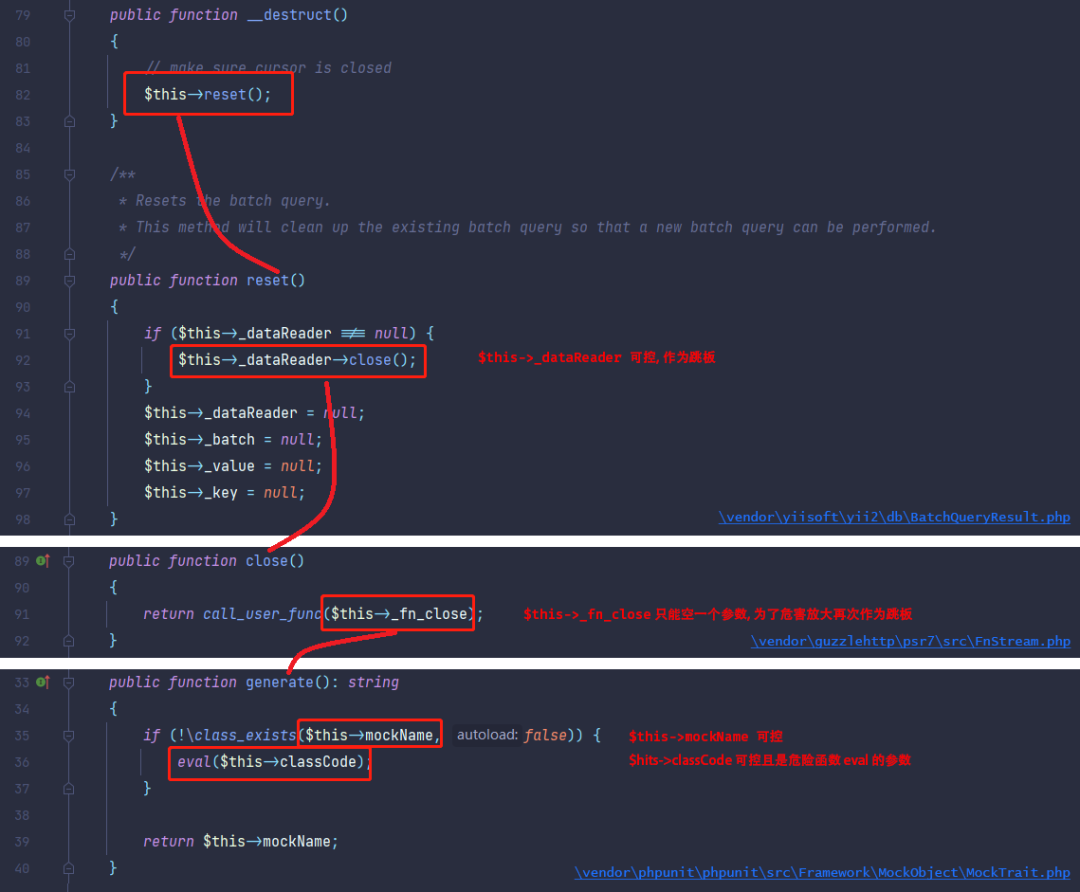 79 public function __destruct()
80 {
81 // make sure cursor is closed
82 $this->reset();
83 }
84
85 /**
86 * Resets the batch query.
87 * This method will clean up the existing batch query so that a new batch query can be performed.
88 */
89 public function reset()
90 {
91 if ($this->_dataReader !== null) {
92 $this->_dataReader->close(); $this->_dataReader 可控,作为跳板
93 }
94 $this->_dataReader = null;
95 $this->_batch = null;
96 $this->_value = null;
97 $this->_key = null;
98 } \vendor\yiisoft\yii2\db\BatchQueryResult.php
89 public function close()
90 {
91 return call_user_func($this->_fn_close); $this->_fn_close 只能空一个参数,为了危害放大再次作为跳板
92 } \vendor\guzzlehttp\psr7\src\FnStream.php
33 public function generate(): string
34 {
35 if (!\class_exists($this->mockName, autoload: false)) { $this->mockName 可控
36 eval($this->classCode); $hits->classCode 可控且是危险函数 eval 的参数
37 }
38
39 return $this->mockName;
40 } \vendor\phpunit\phpunit\src\Framework\MockObject\MockTrait.php